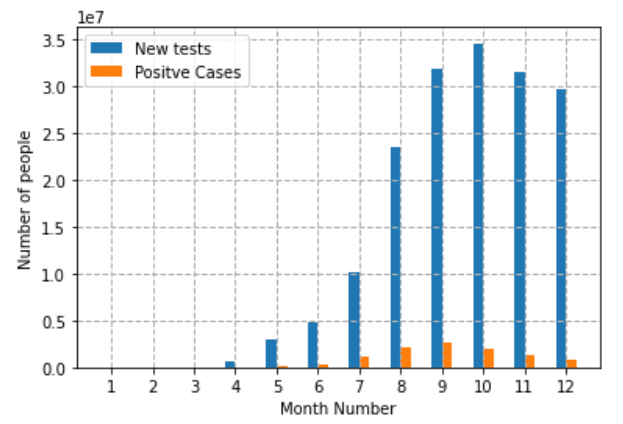 1e7
New tests
Positve Cases
3.5
3.0
2.5
2.0
1.5
1.0
0.5
0.0
Number of people
1 2 3 4 5 6 7 8 9 10 11 12
Month Number